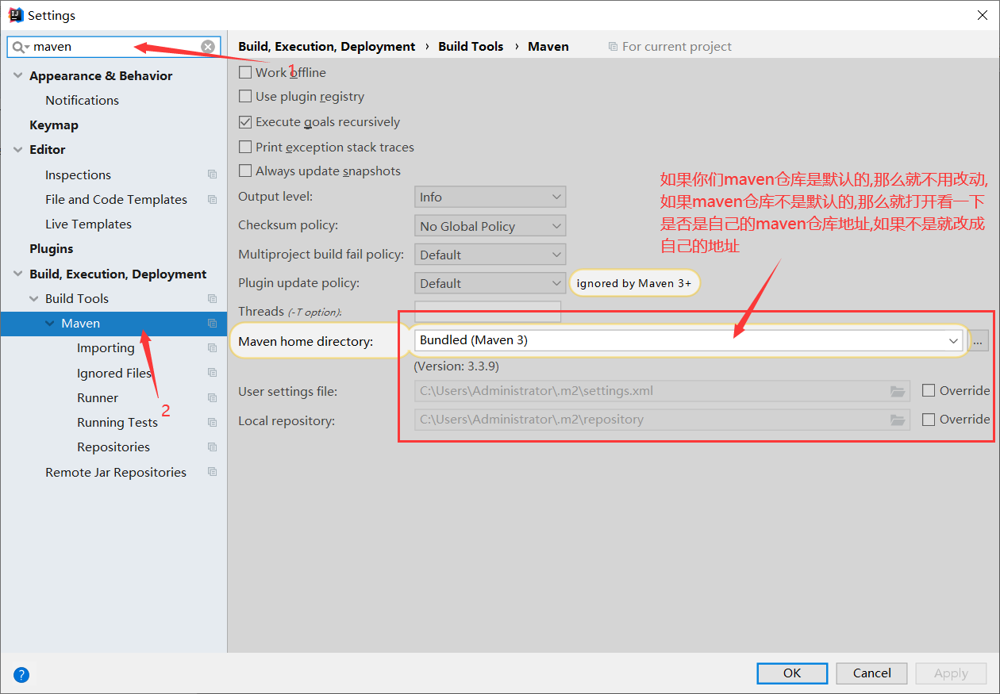 Settings
maven
Build, Execution, Deployment › Build Tools › Maven
For current project
1
Appearance & Behavior
Notifications
Keymap
Editor
Inspections
File and Code Templates
Live Templates
Plugins
Build, Execution, Deployment
Build Tools
Maven
Importing
Ignored Files
Runner
2
Running Tests
Repositories
Remote Jar Repositories
Work offline
Use plugin registry
Execute goals recursively
Print exception stack traces
Always update snapshots
Output level: Info
Checksum policy: No Global Policy
Multiproject build fail policy: Default
Plugin update policy: Default ignored by Maven 3+
Threads (-T option):
如果你们maven仓库是默认的,那么就不用改动,
如果maven仓库不是默认的,那么就打开看一下
是否是自己的maven仓库地址,如果不是就改成
自己的地址
Maven home directory: Bundled (Maven 3) ...
(Version: 3.3.9)
User settings file: C:\Users\Administrator\.m2\settings.xml Override
Local repository: C:\Users\Administrator\.m2\repository Override
?
OK Cancel Apply